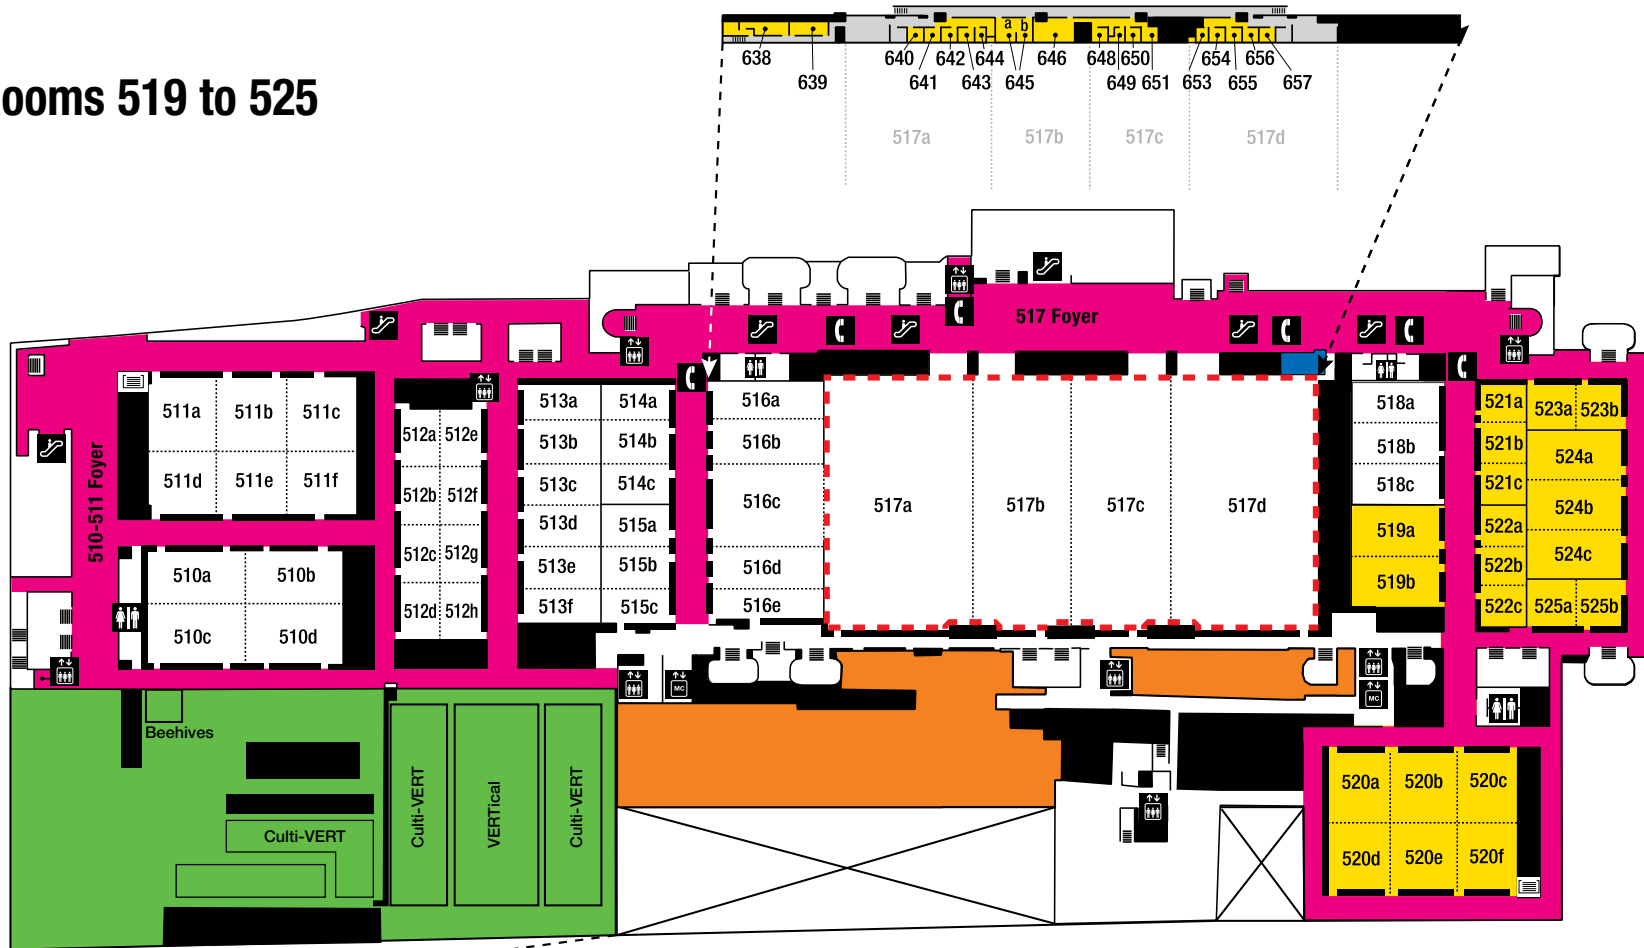 ooms 519 to 525
a b
638 640 642 644 646 648 650 654 656
639 641 643 645 649 651 653 655 657
517a 517b 517c 517d
517 Foyer
510-511 Foyer
511a 511b 511c
511d 511e 511f
510a 510b
510c 510d
512a 512e
512b 512f
512c 512g
512d 512h
513a 514a
513b 514b
513c 514c
513d 515a
513e 515b
513f 515c
516a
516b
516c
516d
516e
517a 517b 517c 517d
518a
518b
518c
519a
519b
521a 523a 523b
521b 524a
521c 524b
522a
522b 524c
522c 525a 525b
MC
MC
520a 520b 520c
520d 520e 520f
Beehives
Culti-VERT
Culti-VERT
VERTical
Culti-VERT